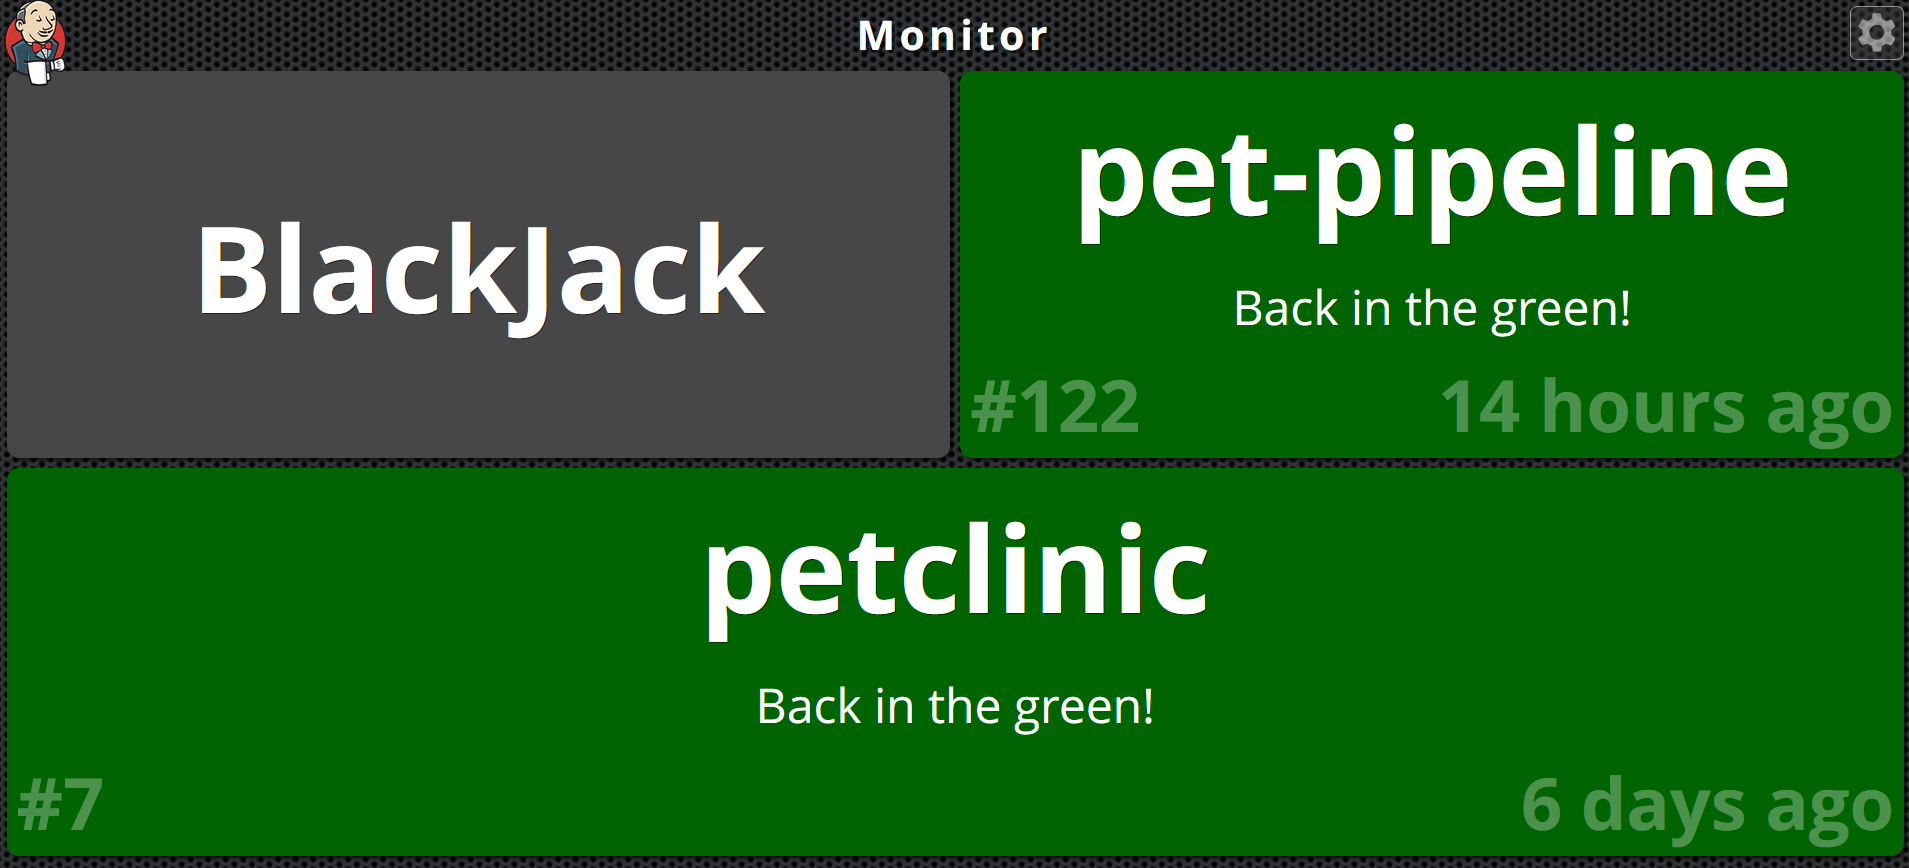 Monitor
BlackJack
pet-pipeline
Back in the green!
#122
14 hours ago
petclinic
Back in the green!
#7
6 days ago